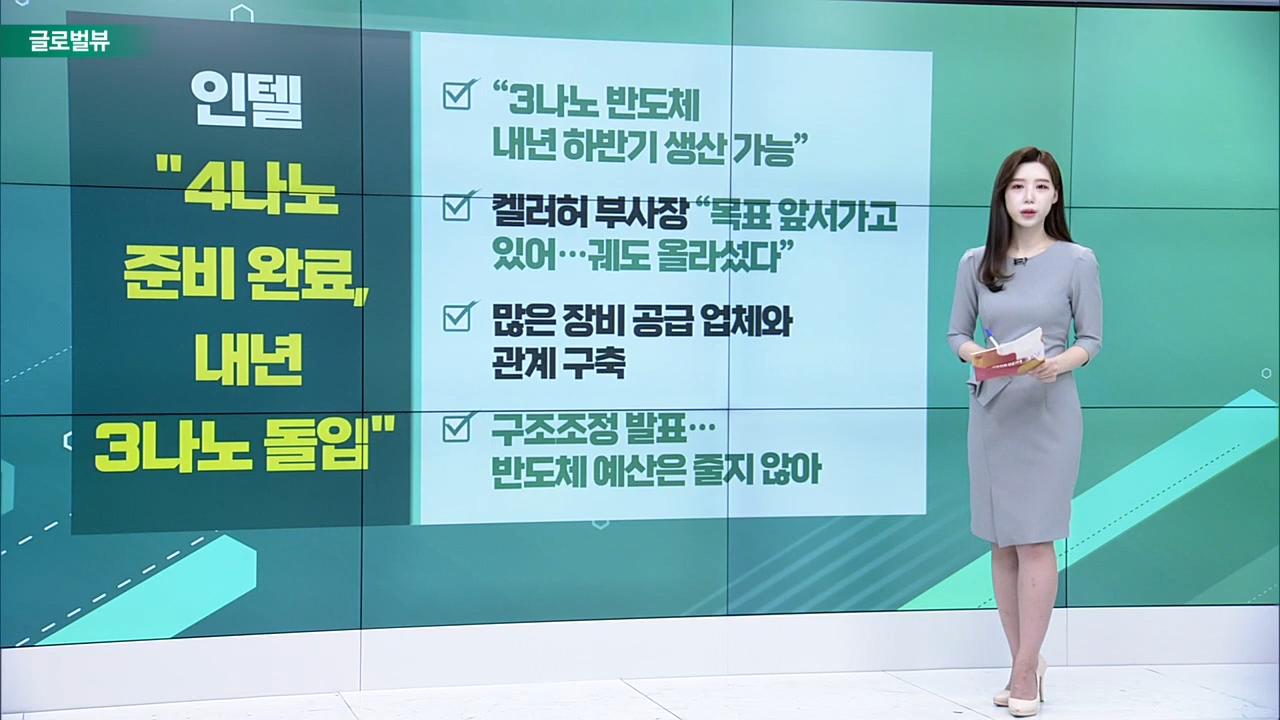 글로벌뷰
인텔
"4나노
준비 완료,
내년
3나노 돌입"
“3나노 반도체
내년 하반기 생산 가능”
켈러허 부사장 “목표 앞서가고
있어…궤도 올라섰다”
많은 장비 공급 업체와
관계 구축
구조조정 발표…
반도체 예산은 줄지 않아